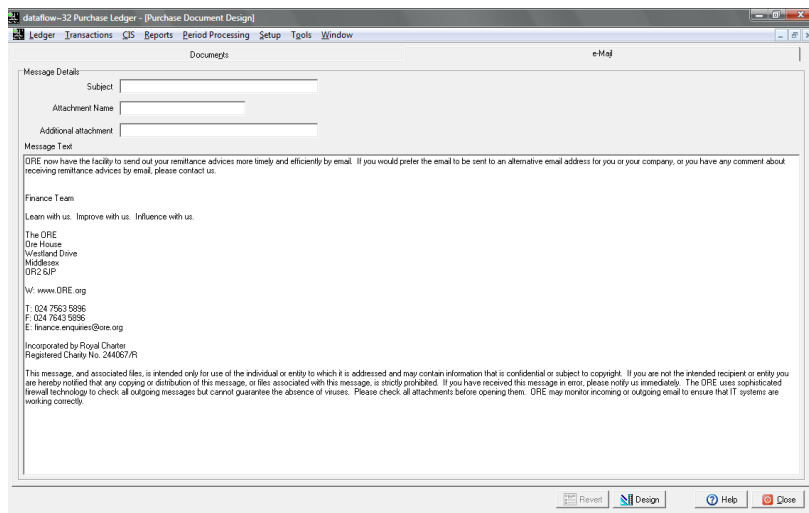 dataflow~32 Purchase Ledger - [Purchase Document Design]
Ledger Transactions CIS Reports Period Processing Setup Tools Window
Documents e-Mail
Message Details
Subject
Attachment Name
Additional attachment
Message Text
ORE now have the facility to send out your remittance advices more timely and efficiently by email. If you would prefer the email to be sent to an alternative email address for you or your company, or you have any comment about
receiving remittance advices by email, please contact us.
Finance Team
Learn with us. Improve with us. Influence with us.
The ORE
Ore House
Westland Drive
Middlesex
OR2 6JP
W: www.ORE.org
T: 024 7563 5896
F: 024 7643 5896
E: finance.enquiries@ore.org
Incorporated by Royal Charter
Registered Charity No. 244067/R
This message, and associated files, is intended only for use of the individual or entity to which it is addressed and may contain information that is confidential or subject to copyright. If you are not the intended recipient or entity you
are hereby notified that any copying or distribution of this message, or files associated with this message, is strictly prohibited. If you have received this message in error, please notify us immediately. The ORE uses sophisticated
firewall technology to check all outgoing messages but cannot guarantee the absence of viruses. Please check all attachments before opening them. ORE may monitor incoming or outgoing email to ensure that IT systems are
working correctly.
Revert Design Help Close